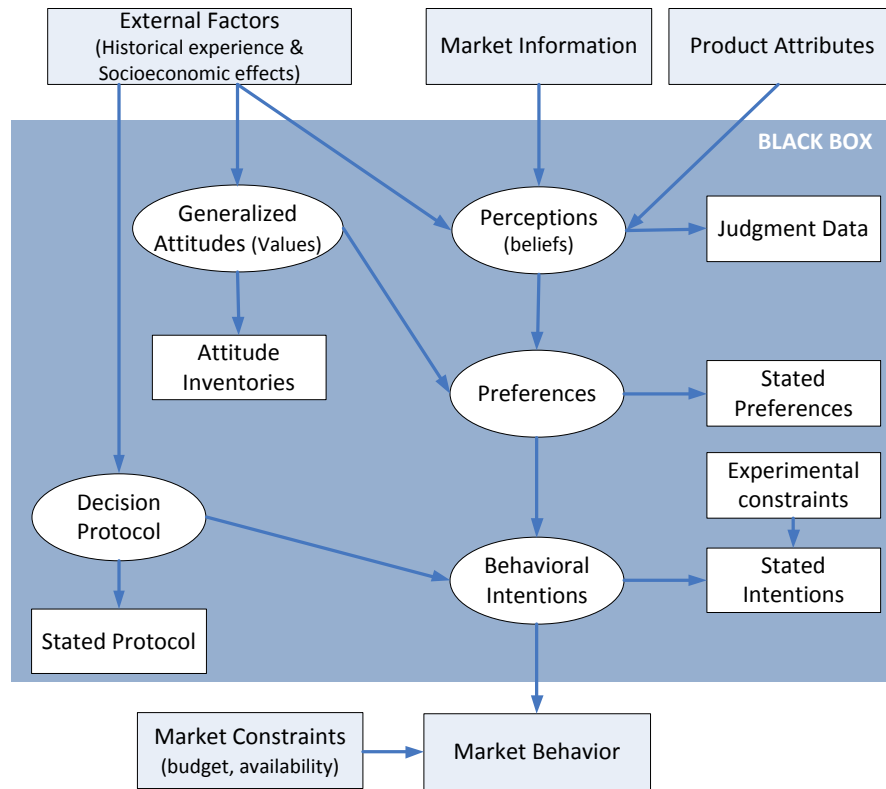 External Factors
(Historical experience &
Socioeconomic effects)
Market Information
Product Attributes
BLACK BOX
Generalized
Attitudes (Values)
Perceptions
(beliefs)
Judgment Data
Attitude
Inventories
Preferences
Stated
Preferences
Experimental
constraints
Decision
Protocol
Behavioral
Intentions
Stated
Intentions
Stated Protocol
Market Constraints
(budget, availability)
Market Behavior